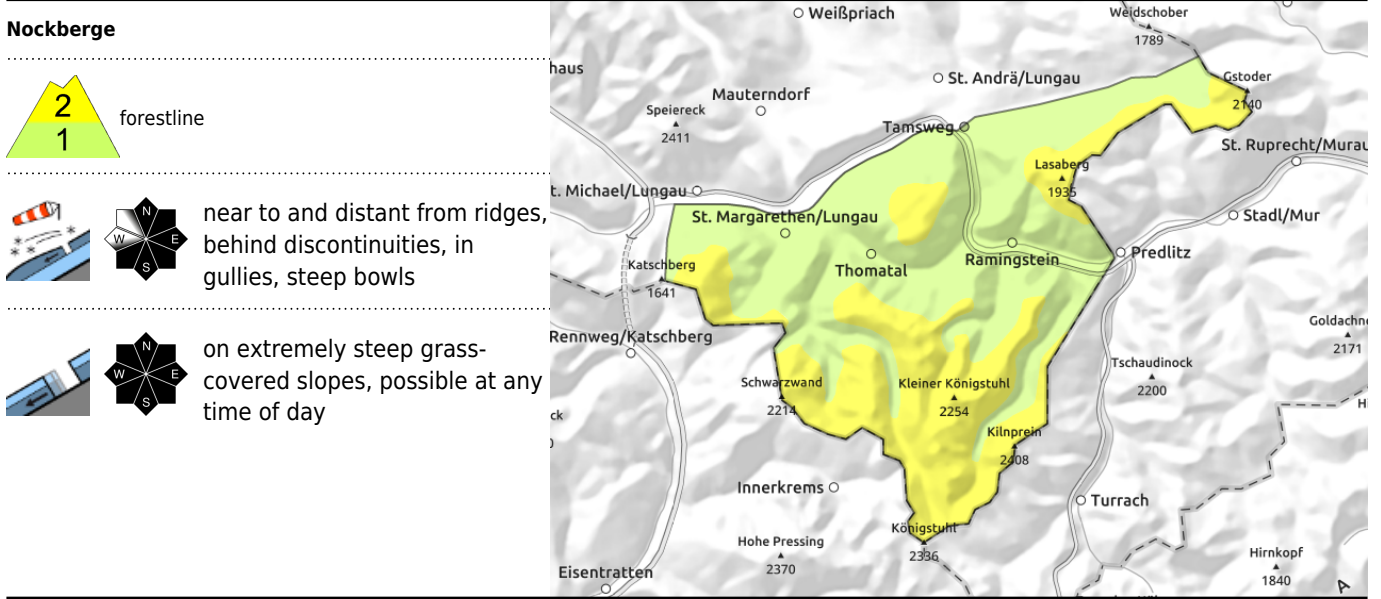 Nockberge
2
1
forestline
N
W
E
S
near to and distant from ridges,
behind discontinuities, in
gullies, steep bowls
N
W
E
S
on extremely steep grass-
covered slopes, possible at any
time of day
Weißpriach
Weidschober
1789
haus
St. Andrä/Lungau
Gstoder
2140
Mauterndorf
Speiereck
2411
Tamsweg
St. Ruprecht/Murau
Lasaberg
1935
t. Michael/Lungau
St. Margarethen/Lungau
Stadl/Mur
Predlitz
Ramingstein
Thomatal
Katschberg
1641
Goldachn
2171
Rennweg/Katschberg
Tschaudinock
2200
Schwarzwand
2214
Kleiner Königstuhl
2254
ck
Kilnprein
2408
Innerkrems
Turrach
Königstuhl
2336
Hohe Pressing
2370
Hirnkopf
1840
Eisentratten
A